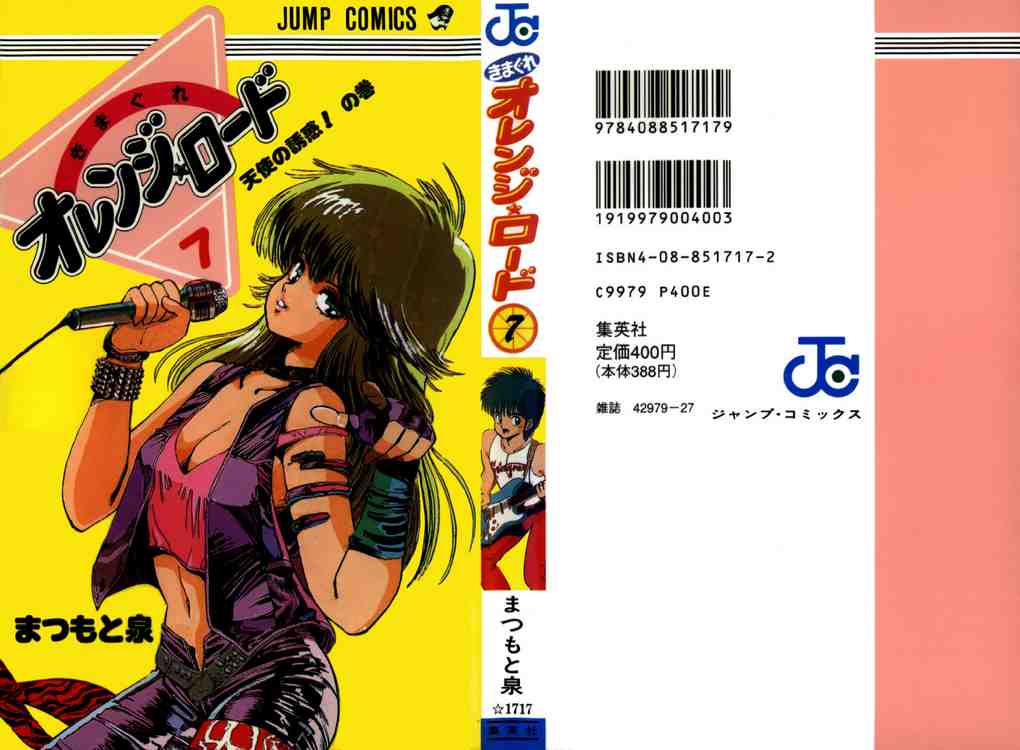 JUMP COMICS
きまぐれ
オレンジ★ロード
天使の誘惑！の巻
7
まつもと泉
JC
きまぐれ
オレンジ★ロード
7
まつもと泉
☆1717
集英社
9784088517179
1919979004003
ISBN4-08-851717-2
C9979 P400E
集英社
定価400円
(本体388円)
雑誌 42979-27
JC
ジャンプ・コミックス